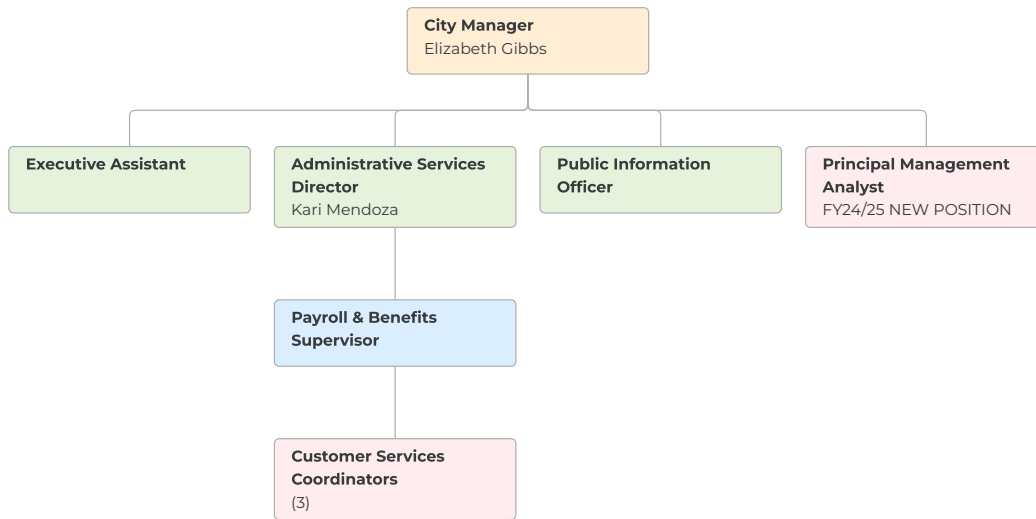 City Manager
Elizabeth Gibbs
Executive Assistant
Administrative Services
Director
Kari Mendoza
Public Information
Officer
Principal Management
Analyst
FY24/25 NEW POSITION
Payroll & Benefits
Supervisor
Customer Services
Coordinators
(3)